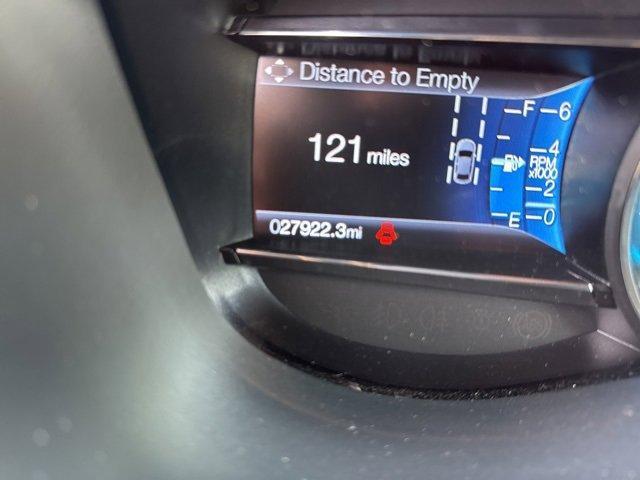 Distance to Empty
F 6
121 miles
4
RPM
x1000
2
E 0
027922.3mi